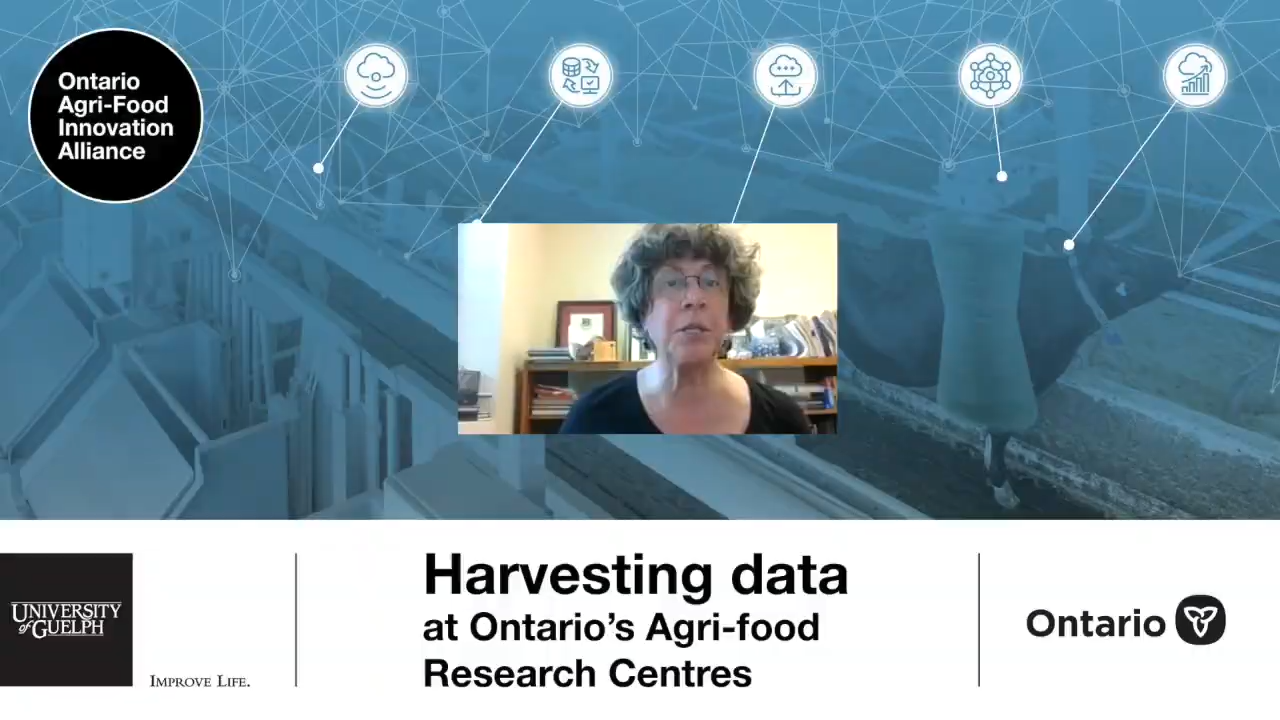 Ontario
Agri-Food
Innovation
Alliance
UNIVERSITY
of GUELPH
IMPROVE LIFE.
Harvesting data
at Ontario's Agri-food
Research Centres
Ontario